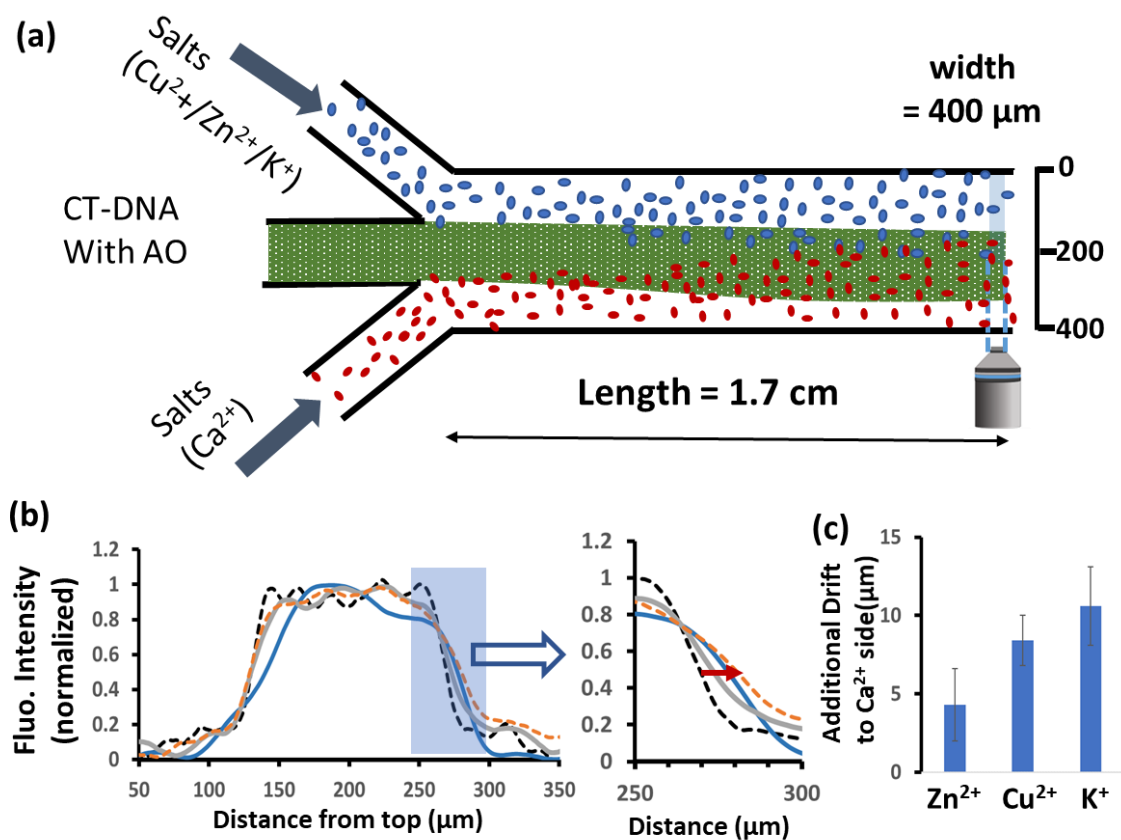 (a)
Salts
(Cu²⁺/Zn²⁺/K⁺)
width
= 400 µm
0
CT-DNA
With AO
200
400
Salts
(Ca²⁺)
Length = 1.7 cm
(b)
Fluo. Intensity
(normalized)
1.2
1
0.8
0.6
0.4
0.2
0
50 100 150 200 250 300 350
Distance from top (µm)
1.2
1
0.8
0.6
0.4
0.2
0
250 300
Distance (µm)
(c)
Additional Drift
to Ca²⁺ side(µm)
15
10
5
0
Zn²⁺ Cu²⁺ K⁺